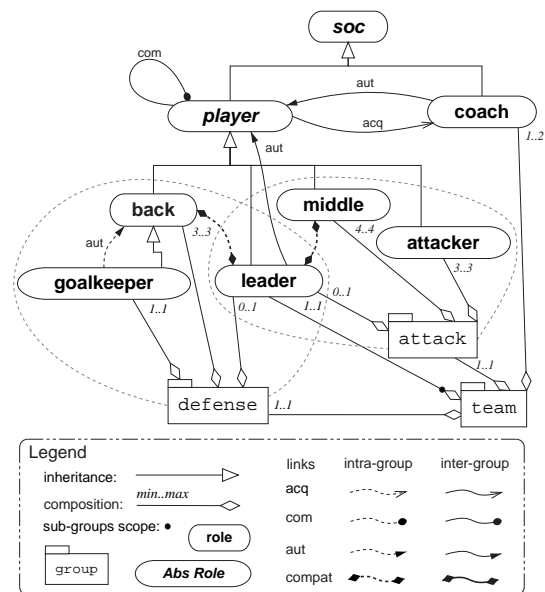 soc
com
aut
player
coach
acq
1..2
aut
back
middle
3..3
4..4
attacker
aut
goalkeeper
leader
3..3
1..1
0..1
1..1
0..1
attack
1..1
defense
1..1
team
Legend
inheritance:
composition:
min..max
sub-groups scope:
role
group
Abs Role
links intra-group inter-group
acq
com
aut
compat